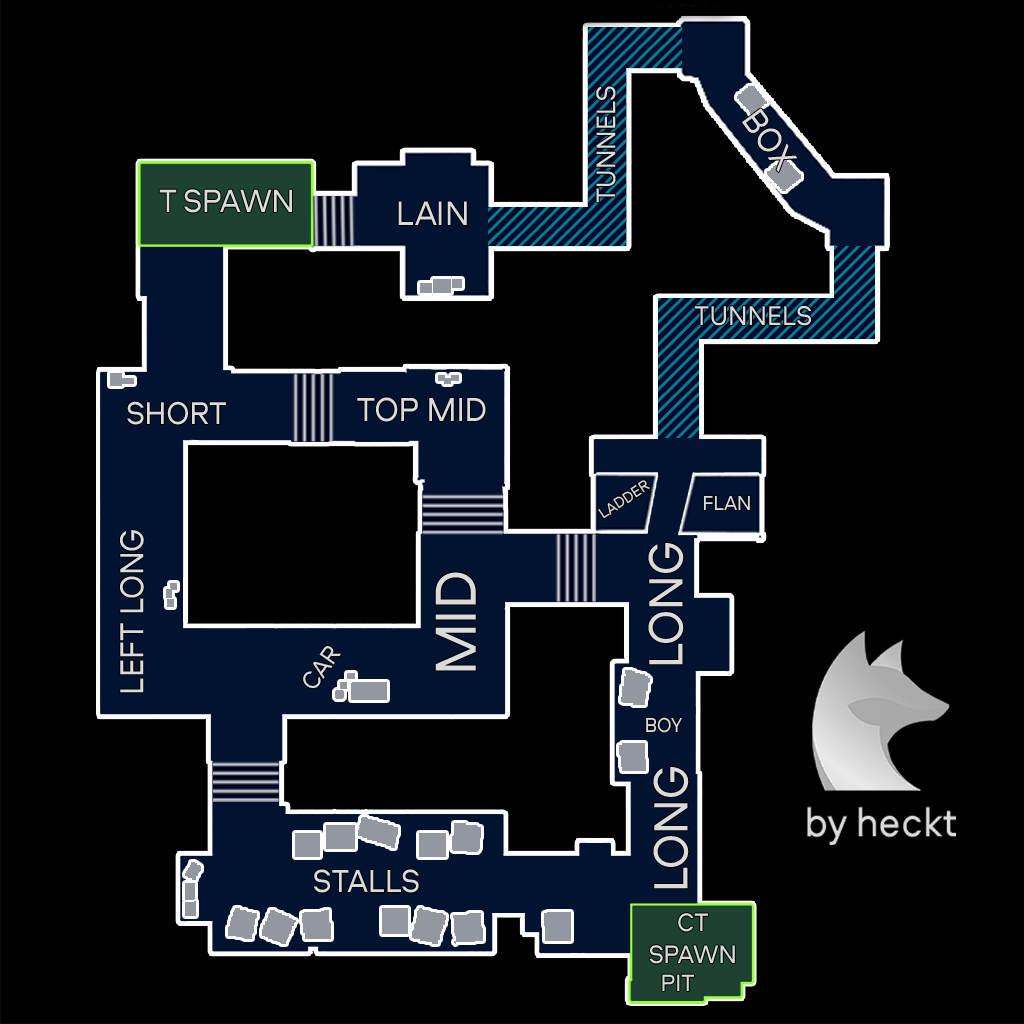 TUNNELS
BOX
T SPAWN
LAIN
TUNNELS
SHORT
TOP MID
LADDER
FLAN
LEFT LONG
MID
LONG
CAR
BOY
LONG
by heckt
STALLS
CT
SPAWN
PIT